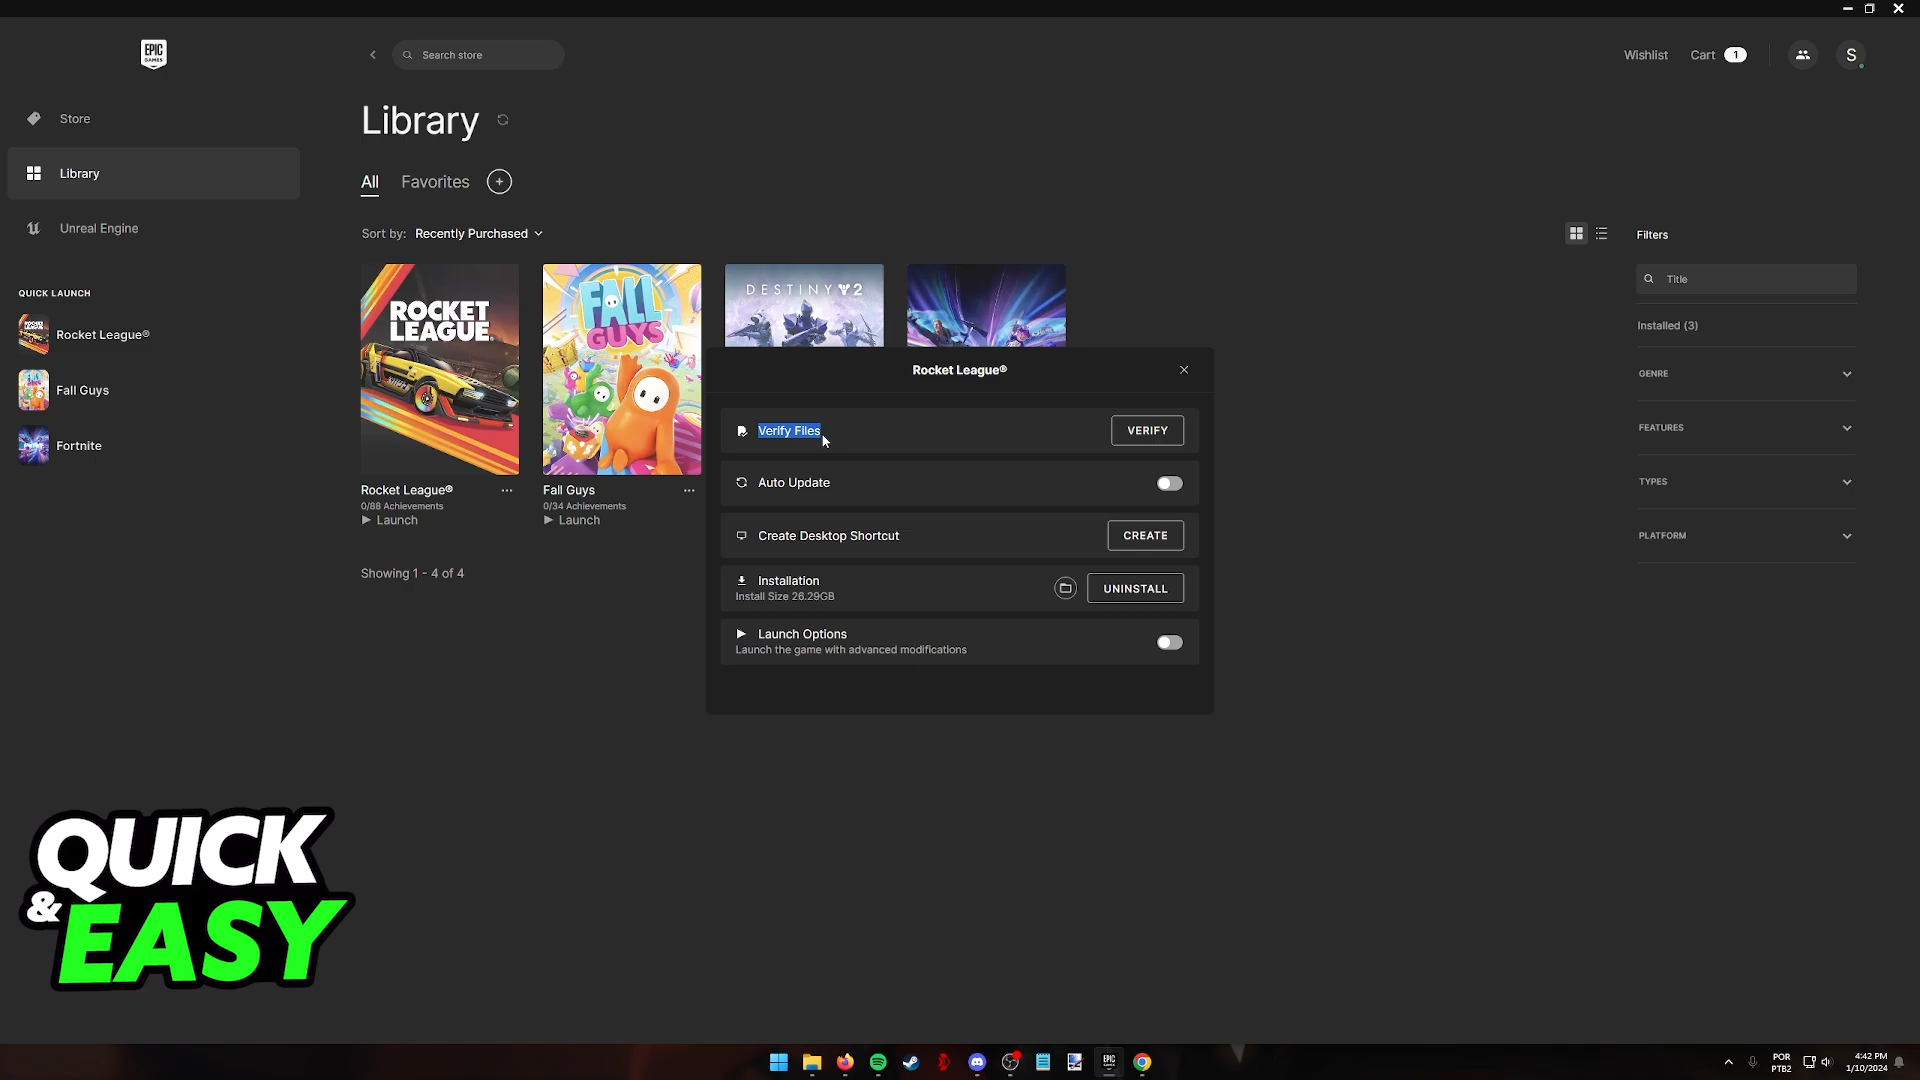 EPIC
GAMES
Search store
Wishlist
Cart
1
S
Store
Library
Unreal Engine
QUICK LAUNCH
Rocket League®
Fall Guys
Fortnite
Library
All
Favorites
+
Sort by:
Recently Purchased
ROCKET
LEAGUE
FALL
GUYS
DESTINY 2
Rocket League®
0/88 Achievements
Launch
Fall Guys
0/34 Achievements
Launch
Showing 1 - 4 of 4
Rocket League®
Verify Files
VERIFY
Auto Update
Create Desktop Shortcut
CREATE
Installation
Install Size 26.29GB
UNINSTALL
Launch Options
Launch the game with advanced modifications
Filters
Title
Installed (3)
GENRE
FEATURES
TYPES
PLATFORM
QUICK
& EASY
POR
PTB2
4:42 PM
1/10/2024